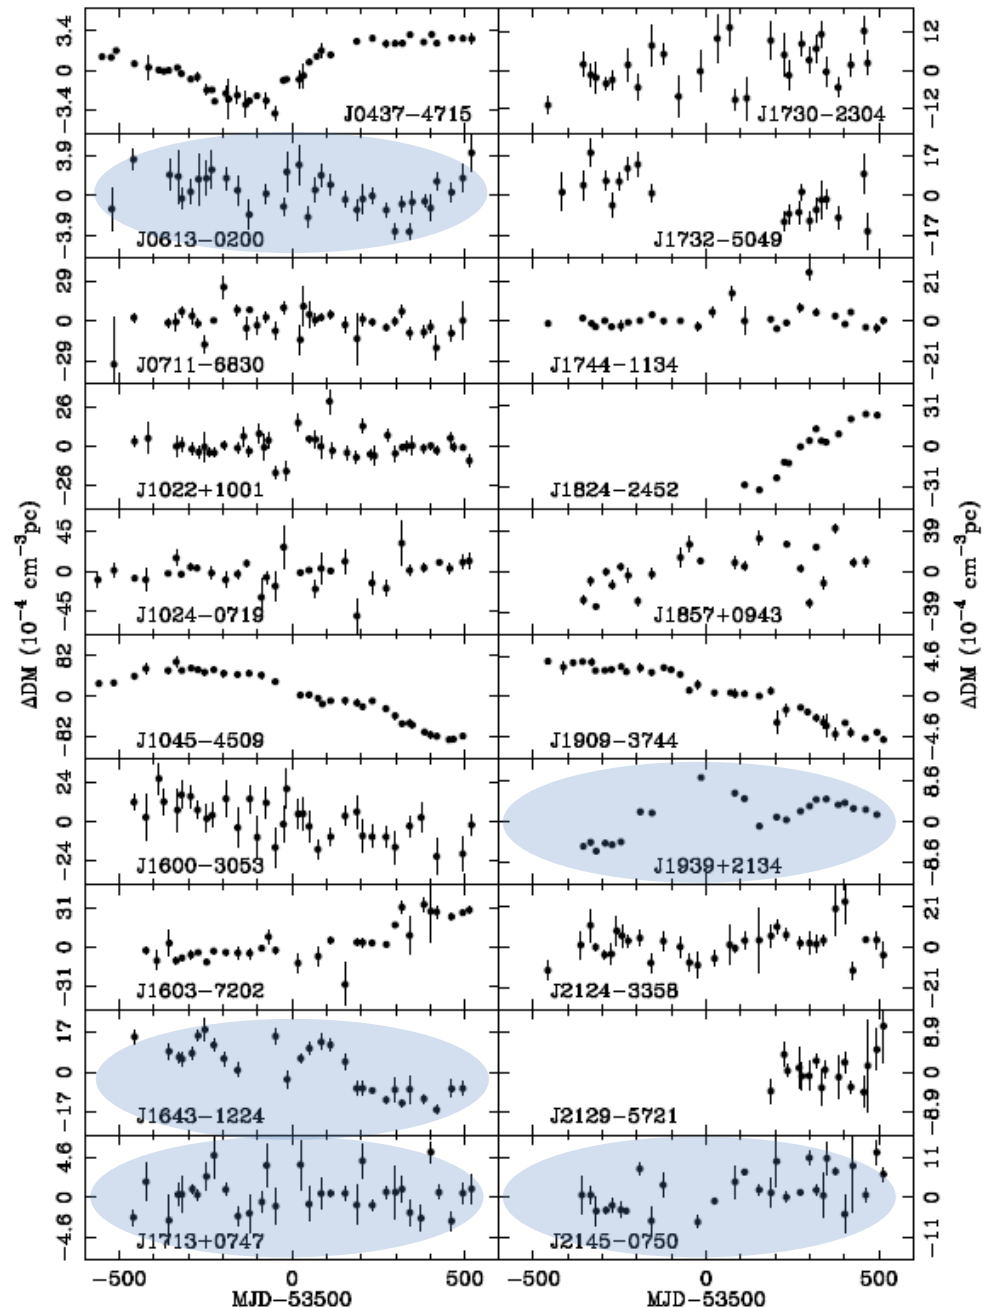 3.4 0 −3.4 J0437−4715
3.9 0 −3.9 J0613−0200
29 0 −29 J0711−6830
26 0 −26 J1022+1001
45 0 −45 J1024−0719
82 0 −82 J1045−4509
24 0 −24 J1600−3053
31 0 −31 J1603−7202
17 0 −17 J1643−1224
4.6 0 −4.6 J1713+0747
ΔDM (10−4 cm−3pc)
−500 0 500
MJD−53500
J1730−2304 12 0 −12
J1732−5049 17 0 −17
J1744−1134 21 0 −21
J1824−2452 31 0 −31
J1857+0943 39 0 −39
J1909−3744 4.6 0 −4.6
J1939+2134 8.6 0 −8.6
J2124−3358 21 0 −21
J2129−5721 8.9 0 −8.9
J2145−0750 11 0 −11
ΔDM (10−4 cm−3pc)
−500 0 500
MJD−53500